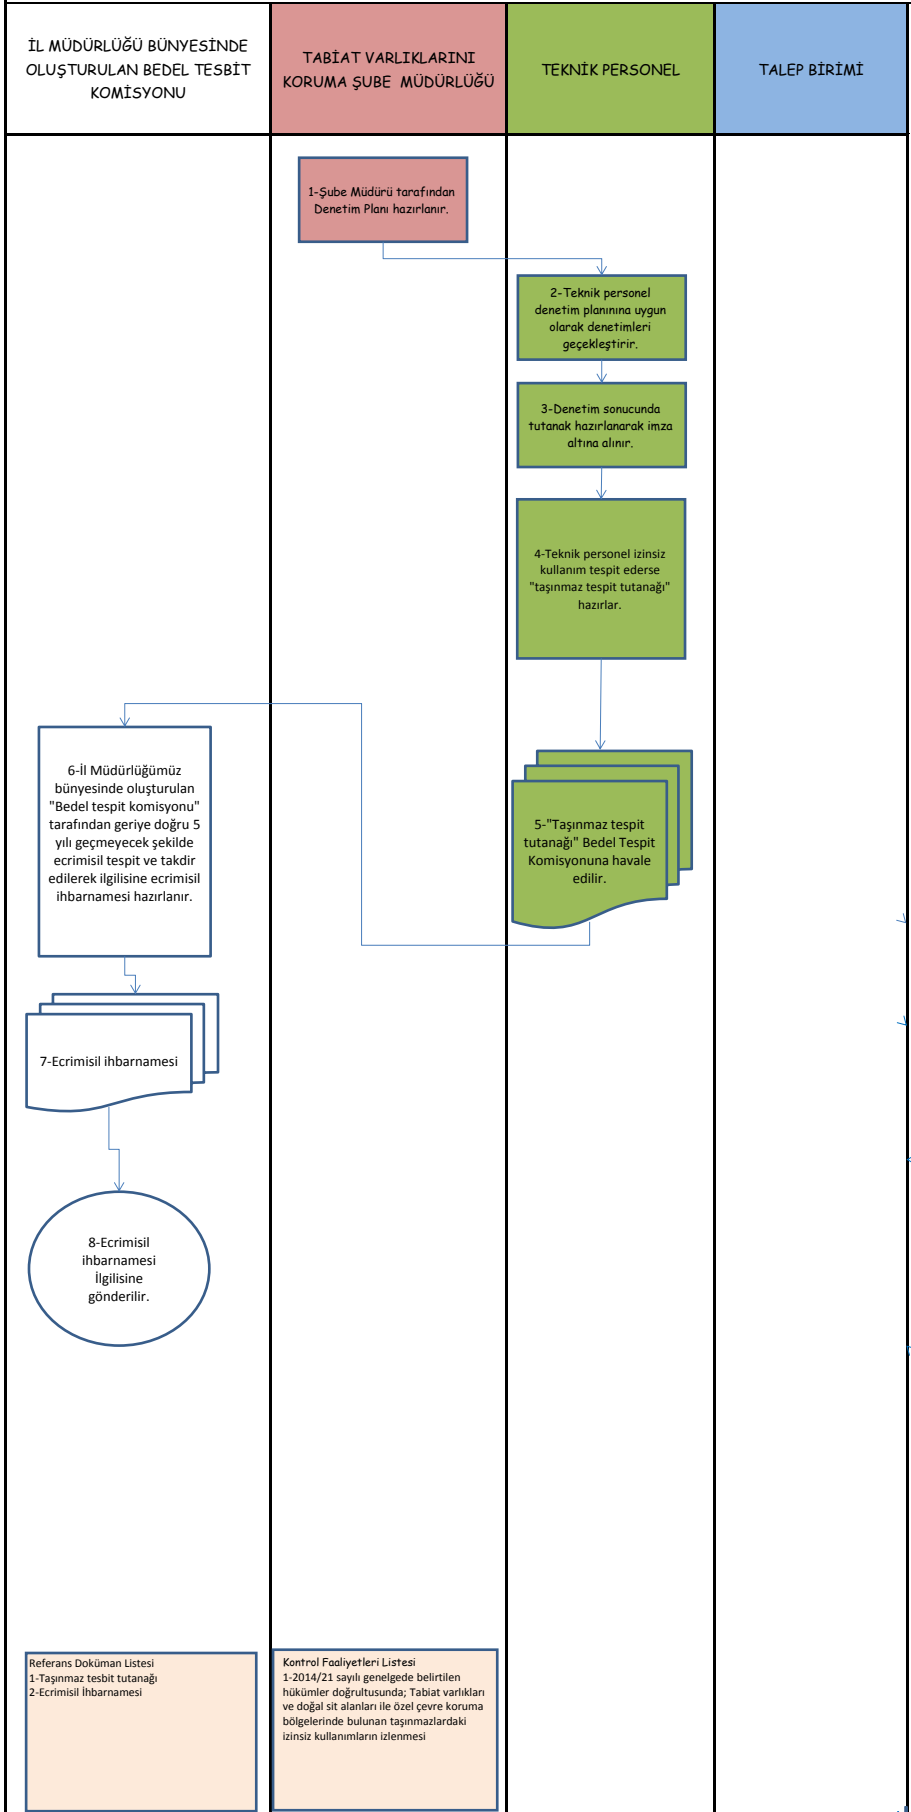 İL MÜDÜRLÜĞÜ BÜNYESİNDE
OLUŞTURULAN BEDEL TESBİT
KOMİSYONU
TABİAT VARLIKLARINI
KORUMA ŞUBE MÜDÜRLÜĞÜ
TEKNİK PERSONEL
TALEP BİRİMİ
1-Şube Müdürü tarafından
Denetim Planı hazırlanır.
2-Teknik personel
denetim planınına uygun
olarak denetimleri
geçekleştirir.
3-Denetim sonucunda
tutanak hazırlanarak imza
altına alınır.
4-Teknik personel izinsiz
kullanım tespit ederse
"taşınmaz tespit tutanağı"
hazırlar.
5-"Taşınmaz tespit
tutanağı" Bedel Tespit
Komisyonuna havale
edilir.
6-İl Müdürlüğümüz
bünyesinde oluşturulan
"Bedel tespit komisyonu"
tarafından geriye doğru 5
yılı geçmeyecek şekilde
ecrimisil tespit ve takdir
edilerek ilgilisine ecrimisil
ihbarnamesi hazırlanır.
7-Ecrimisil ihbarnamesi
8-Ecrimisil
ihbarnamesi
İlgilisine
gönderilir.
Referans Doküman Listesi
1-Taşınmaz tesbit tutanağı
2-Ecrimisil İhbarnamesi
Kontrol Faaliyetleri Listesi
1-2014/21 sayılı genelgede belirtilen
hükümler doğrultusunda; Tabiat varlıkları
ve doğal sit alanları ile özel çevre koruma
bölgelerinde bulunan taşınmazlardaki
izinsiz kullanımların izlenmesi